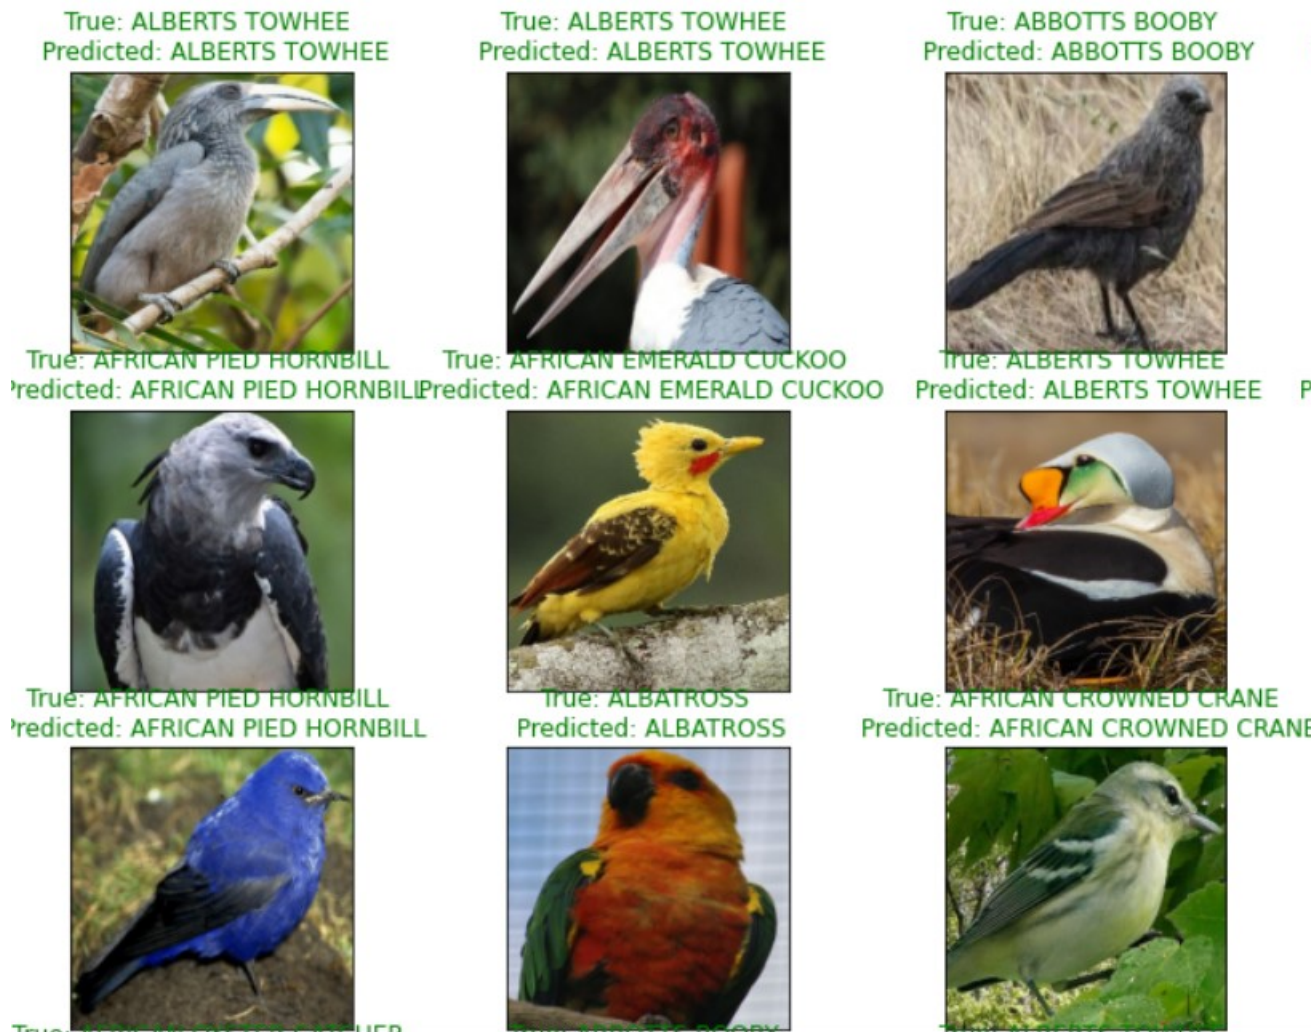 True: ALBERTS TOWHEE
Predicted: ALBERTS TOWHEE
True: ALBERTS TOWHEE
Predicted: ALBERTS TOWHEE
True: ABBOTTS BOOBY
Predicted: ABBOTTS BOOBY
True: AFRICAN PIED HORNBILL
Predicted: AFRICAN PIED HORNBILL
True: AFRICAN EMERALD CUCKOO
Predicted: AFRICAN EMERALD CUCKOO
True: ALBERTS TOWHEE
Predicted: ALBERTS TOWHEE
P
True: AFRICAN PIED HORNBILL
Predicted: AFRICAN PIED HORNBILL
True: ALBATROSS
Predicted: ALBATROSS
True: AFRICAN CROWNED CRANE
Predicted: AFRICAN CROWNED CRANE